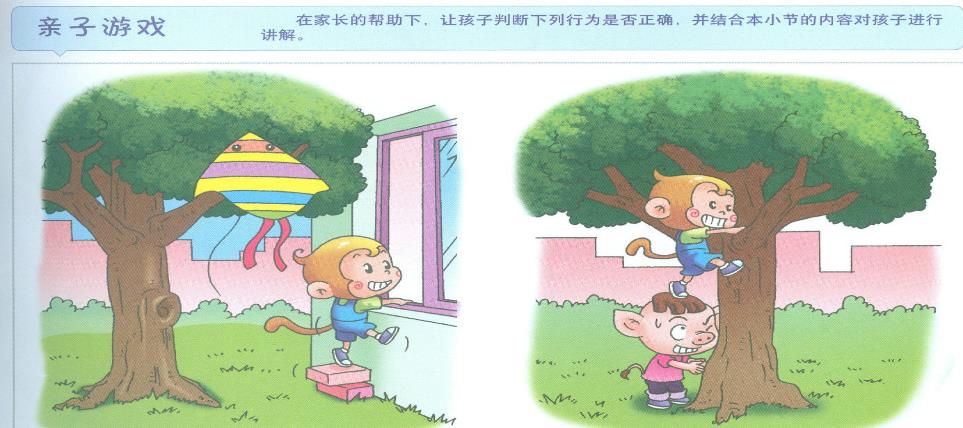 亲子游戏
在家长的帮助下，让孩子判断下列行为是否正确，并结合本小节的内容对孩子进行
讲解。